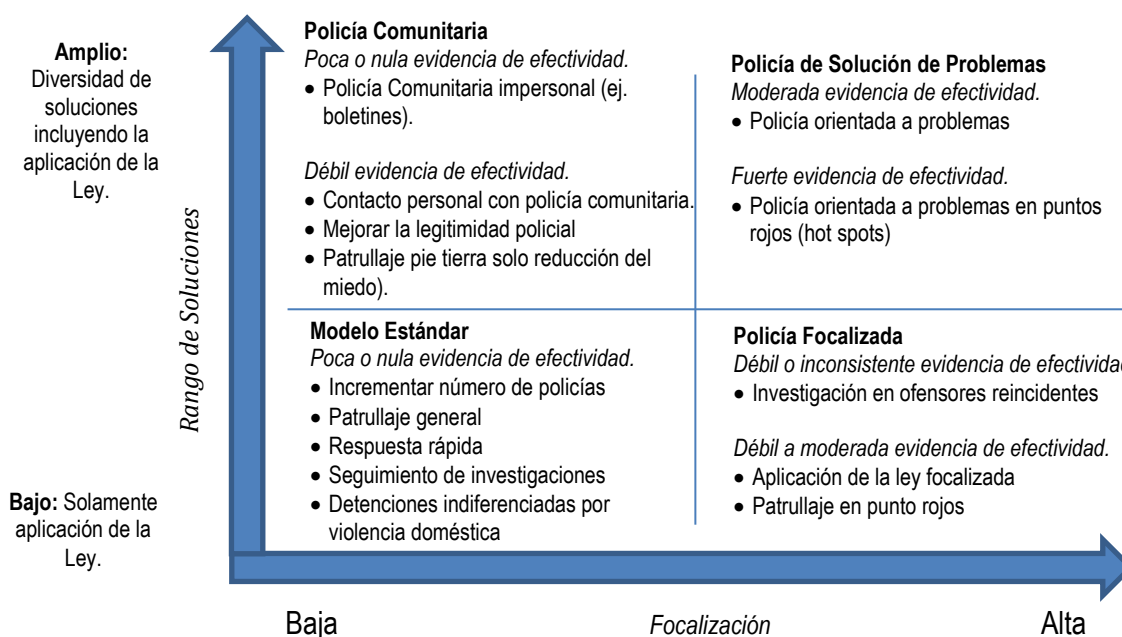 Amplio:
Diversidad de
soluciones
incluyendo la
aplicación de la
Ley.
Rango de Soluciones
Bajo: Solamente
aplicación de la
Ley.
Policía Comunitaria
Poca o nula evidencia de efectividad.
• Policía Comunitaria impersonal (ej.
boletines).
Débil evidencia de efectividad.
• Contacto personal con policía comunitaria.
• Mejorar la legitimidad policial
• Patrullaje pie tierra solo reducción del
miedo).
Policía de Solución de Problemas
Moderada evidencia de efectividad.
• Policía orientada a problemas
Fuerte evidencia de efectividad.
• Policía orientada a problemas en puntos
rojos (hot spots)
Modelo Estándar
Poca o nula evidencia de efectividad.
• Incrementar número de policías
• Patrullaje general
• Respuesta rápida
• Seguimiento de investigaciones
• Detenciones indiferenciadas por
violencia doméstica
Policía Focalizada
Débil o inconsistente evidencia de efectividad
• Investigación en ofensores reincidentes
Débil a moderada evidencia de efectividad.
• Aplicación de la ley focalizada
• Patrullaje en punto rojos
Baja
Focalización
Alta